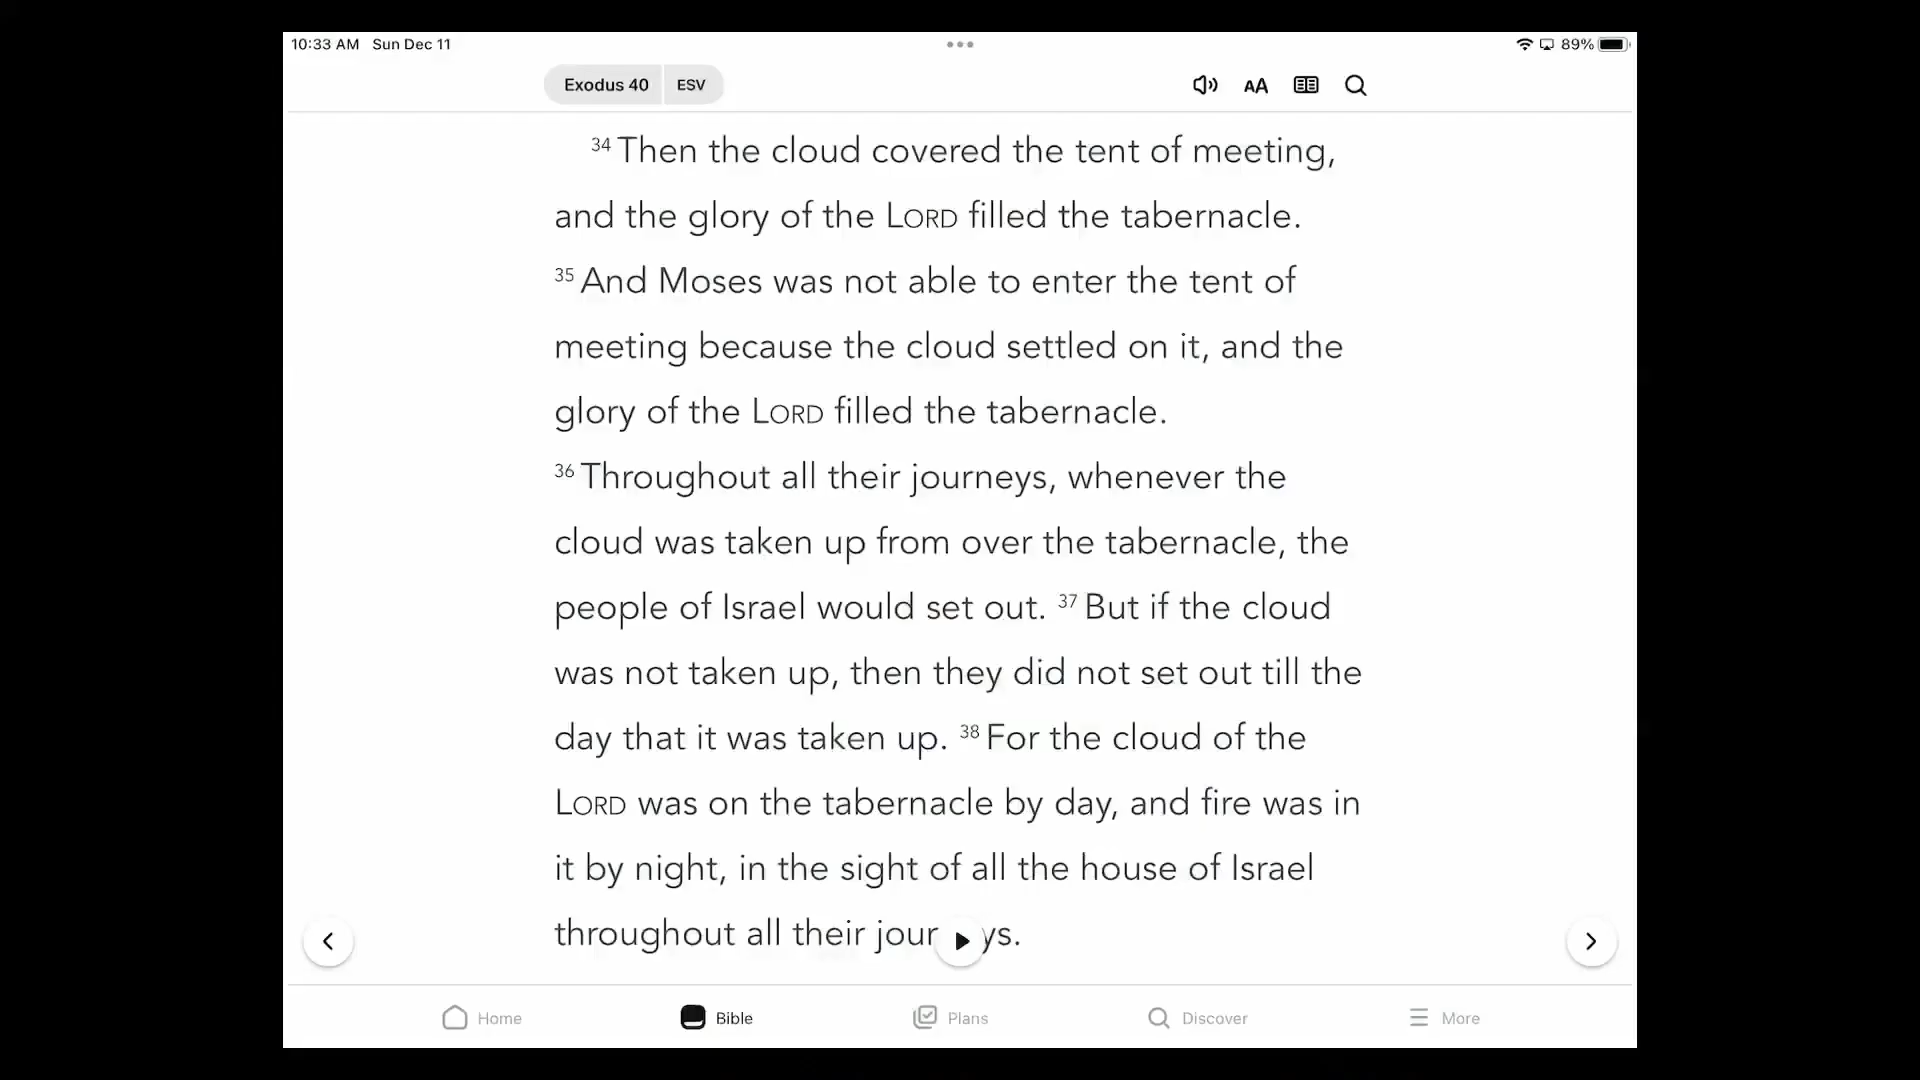 10:33 AM Sun Dec 11
89%
Exodus 40 ESV
AA
34 Then the cloud covered the tent of meeting,
and the glory of the LORD filled the tabernacle.
35 And Moses was not able to enter the tent of
meeting because the cloud settled on it, and the
glory of the LORD filled the tabernacle.
36 Throughout all their journeys, whenever the
cloud was taken up from over the tabernacle, the
people of Israel would set out. 37 But if the cloud
was not taken up, then they did not set out till the
day that it was taken up. 38 For the cloud of the
LORD was on the tabernacle by day, and fire was in
it by night, in the sight of all the house of Israel
throughout all their jour ys.
Home Bible Plans Discover More